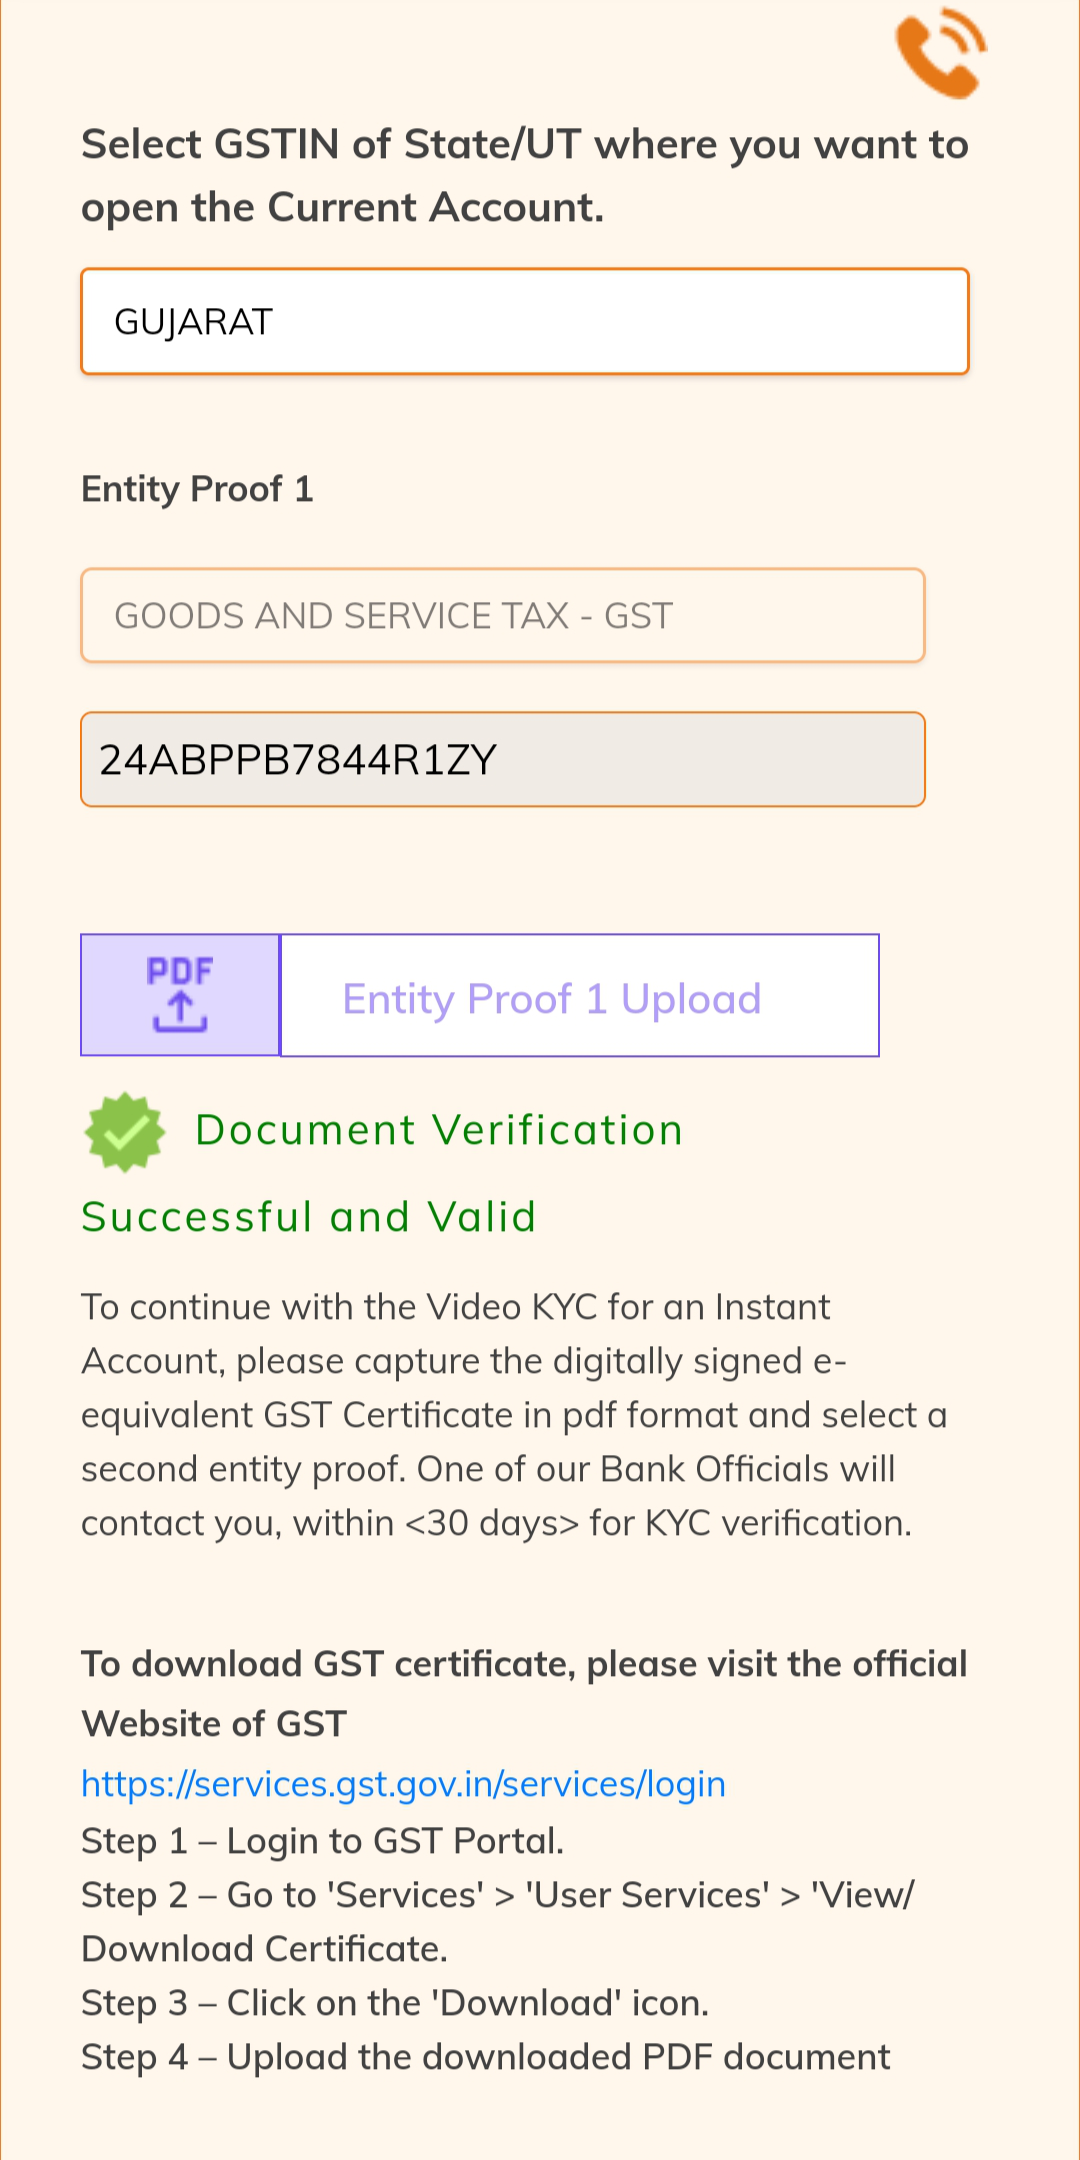 Select GSTIN of State/UT where you want to
open the Current Account.
GUJARAT
Entity Proof 1
GOODS AND SERVICE TAX - GST
24ABPPB7844R1ZY
PDF
Entity Proof 1 Upload
Document Verification
Successful and Valid
To continue with the Video KYC for an Instant
Account, please capture the digitally signed e-
equivalent GST Certificate in pdf format and select a
second entity proof. One of our Bank Officials will
contact you, within <30 days> for KYC verification.
To download GST certificate, please visit the official
Website of GST
https://services.gst.gov.in/services/login
Step 1 – Login to GST Portal.
Step 2 – Go to 'Services' > 'User Services' > 'View/
Download Certificate.
Step 3 – Click on the 'Download' icon.
Step 4 – Upload the downloaded PDF document